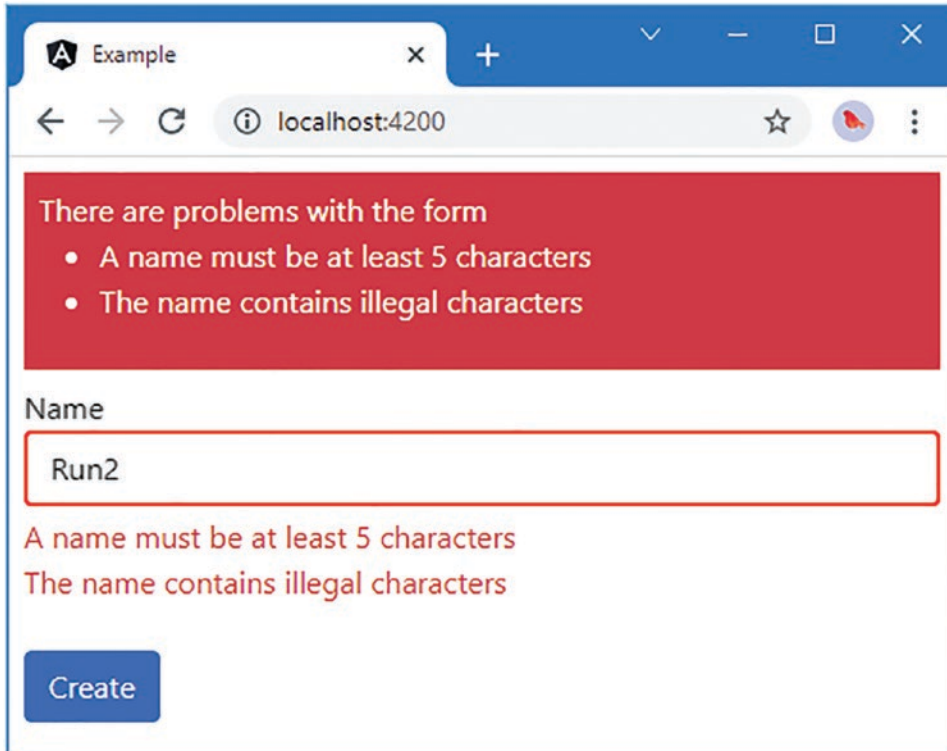 Example
localhost:4200
There are problems with the form
• A name must be at least 5 characters
• The name contains illegal characters
Name
Run2
A name must be at least 5 characters
The name contains illegal characters
Create